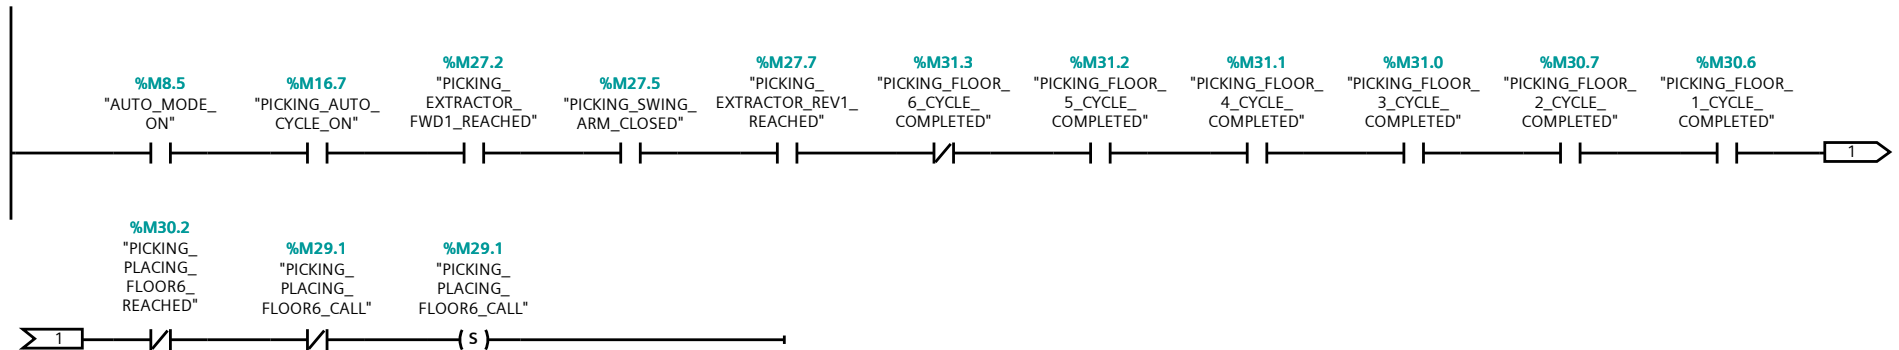 %M8.5
"AUTO_MODE_
ON"
%M16.7
"PICKING_AUTO_
CYCLE_ON"
%M27.2
"PICKING_
EXTRACTOR_
FWD1_REACHED"
%M27.5
"PICKING_SWING_
ARM_CLOSED"
%M27.7
"PICKING_
EXTRACTOR_REV1_
REACHED"
%M31.3
"PICKING_FLOOR_
6_CYCLE_
COMPLETED"
%M31.2
"PICKING_FLOOR_
5_CYCLE_
COMPLETED"
%M31.1
"PICKING_FLOOR_
4_CYCLE_
COMPLETED"
%M31.0
"PICKING_FLOOR_
3_CYCLE_
COMPLETED"
%M30.7
"PICKING_FLOOR_
2_CYCLE_
COMPLETED"
%M30.6
"PICKING_FLOOR_
1_CYCLE_
COMPLETED"
1
1
%M30.2
"PICKING_
PLACING_
FLOOR6_
REACHED"
%M29.1
"PICKING_
PLACING_
FLOOR6_CALL"
%M29.1
"PICKING_
PLACING_
FLOOR6_CALL"
S